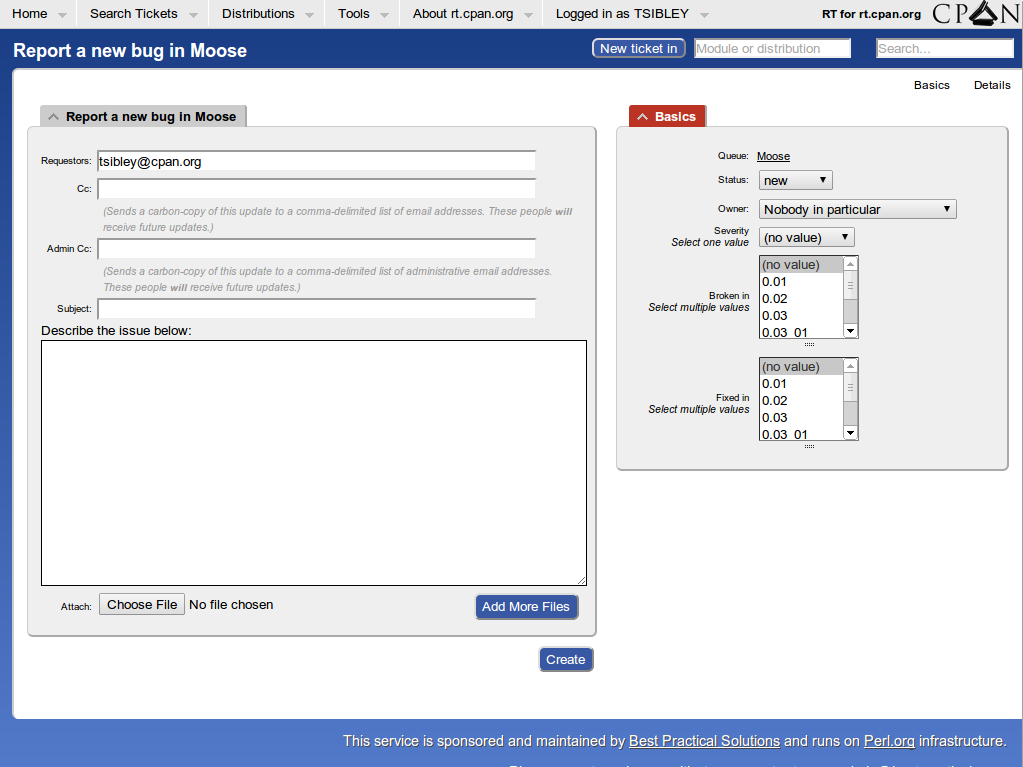 Home Search Tickets Distributions Tools About rt.cpan.org Logged in as TSIBLEY RT for rt.cpan.org CPAN
Report a new bug in Moose New ticket in Module or distribution Search...
Basics Details
Report a new bug in Moose
Requestors: tsibley@cpan.org
Cc:
(Sends a carbon-copy of this update to a comma-delimited list of email addresses. These people will
receive future updates.)
Admin Cc:
(Sends a carbon-copy of this update to a comma-delimited list of administrative email addresses.
These people will receive future updates.)
Subject:
Describe the issue below:
Attach: Choose File No file chosen Add More Files
Create
Basics
Queue: Moose
Status: new
Owner: Nobody in particular
Severity
Select one value
(no value)
Broken in
Select multiple values
(no value)
0.01
0.02
0.03
0.03_01
Fixed in
Select multiple values
(no value)
0.01
0.02
0.03
0.03_01
This service is sponsored and maintained by Best Practical Solutions and runs on Perl.org infrastructure.